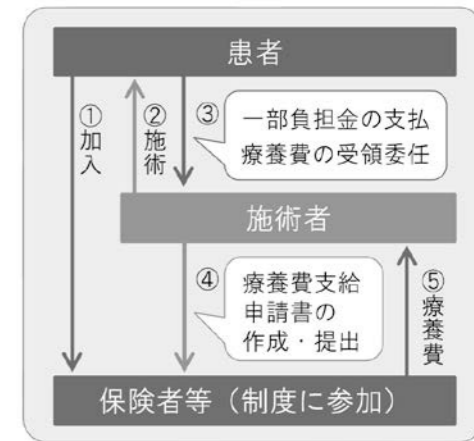 患者
①加入
②施術
③
一部負担金の支払
療養費の受領委任
施術者
④
療養費支給
申請書の
作成・提出
⑤療養費
保険者等（制度に参加）